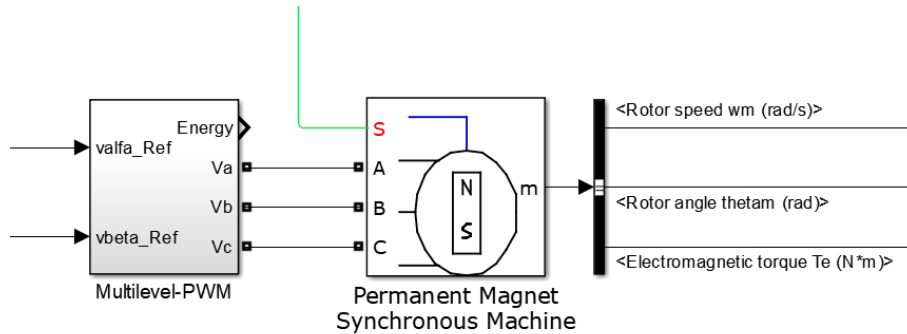 valfa_Ref
vbeta_Ref
Energy
Va
Vb
Vc
Multilevel-PWM
S
A
B
C
N
S
m
Permanent Magnet
Synchronous Machine
<Rotor speed wm (rad/s)>
<Rotor angle thetam (rad)>
<Electromagnetic torque Te (N*m)>